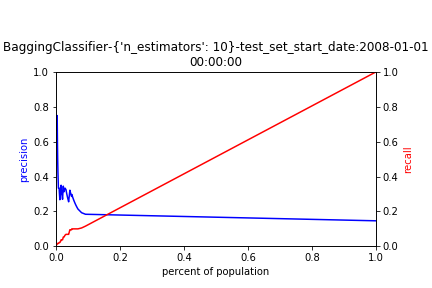 BaggingClassifier-{'n_estimators': 10}-test_set_start_date:2008-01-01
00:00:00
1.0 1.0
0.8 0.8
0.6 0.6
precision recall
0.4 0.4
0.2 0.2
0.0 0.0
0.0 0.2 0.4 0.6 0.8 1.0
percent of population